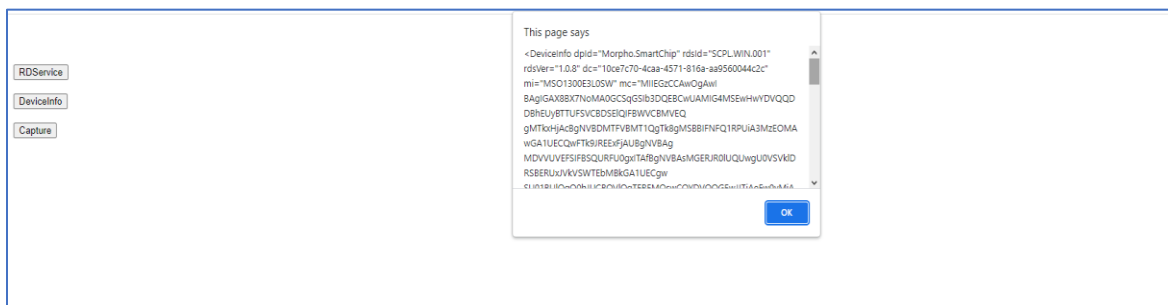 RDService
DeviceInfo
Capture
This page says
<DeviceInfo dpId="Morpho.SmartChip" rdsId="SCPL.WIN.001"
rdsVer="1.0.8" dc="10ce7c70-4caa-4571-816a-aa9560044c2c"
mi="MSO1300E3L0SW" mc="MIIEGzCCAwOgAwI
BAgIGAX8BX7NoMA0GCSqGSIb3DQEBCwUAMIG4MSEwHwYDVQQD
DBhEUyBTTUFSVCBDSElQIFBWVCBMVEQ
gMTkxHjAcBgNVBDMTFVBMT1QgTk8gMSBBIFNFQ1RPUiA3MzEOMA
wGA1UECQwFTk9JREExFjAUBgNVBAg
MDVVUVEFSIFBSQURFU0gxITAfBgNVBAsMGERJR0lUQUwgU0VSVklD
RSBERUxJVkVSWTEbMBkGA1UECgw
OK